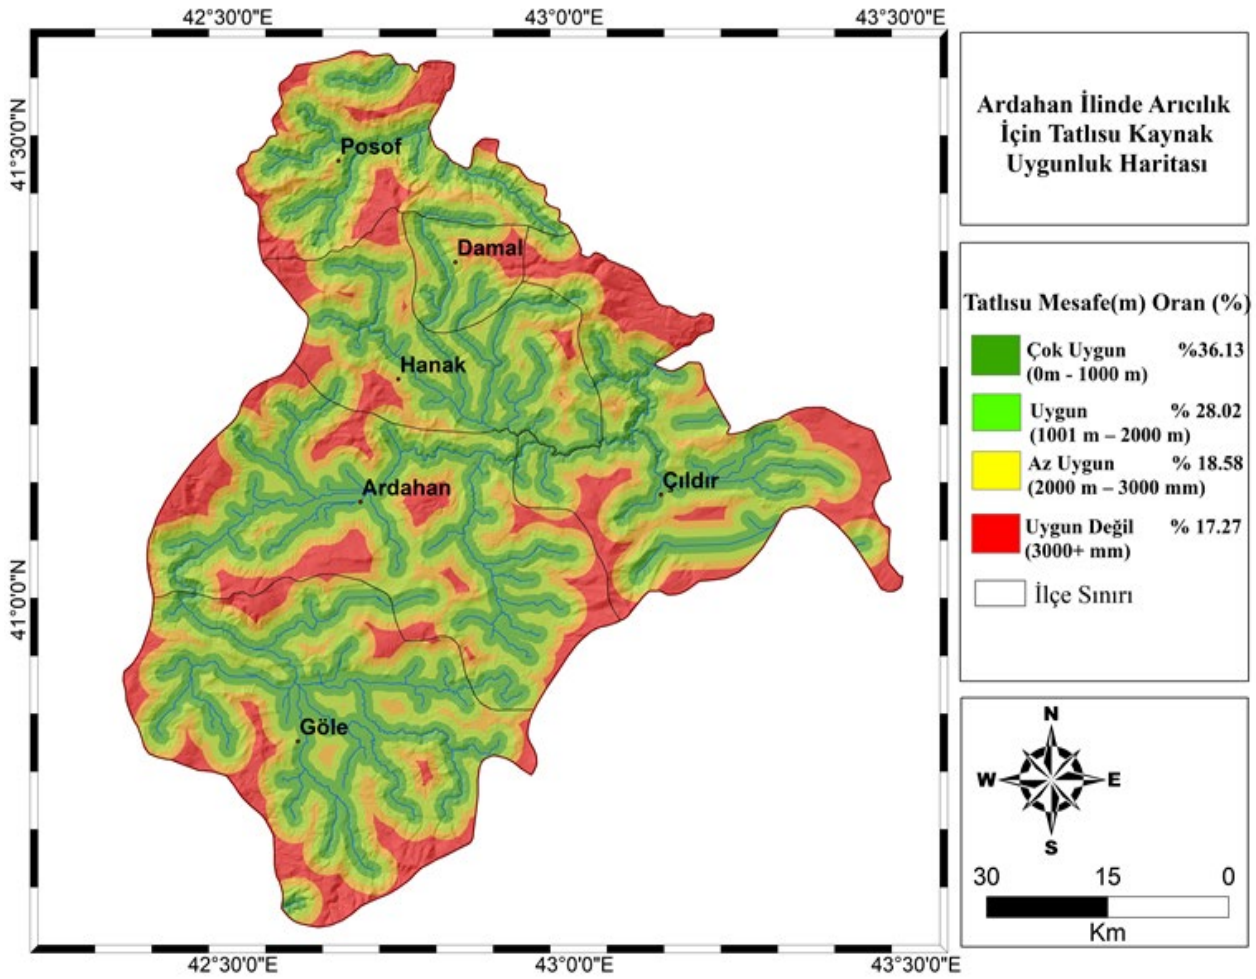 42°30'0"E
43°0'0"E
43°30'0"E
41°30'0"N
41°0'0"N
Posof
Damal
Hanak
Ardahan
Çıldır
Göle
42°30'0"E
43°0'0"E
43°30'0"E
Ardahan İlinde Arıcılık
İçin Tatlısu Kaynak
Uygunluk Haritası
Tatlısu Mesafe(m) Oran (%)
Çok Uygun %36.13
(0m - 1000 m)
Uygun % 28.02
(1001 m – 2000 m)
Az Uygun % 18.58
(2000 m – 3000 mm)
Uygun Değil % 17.27
(3000+ mm)
İlçe Sınırı
N
W E
S
30 15 0
Km